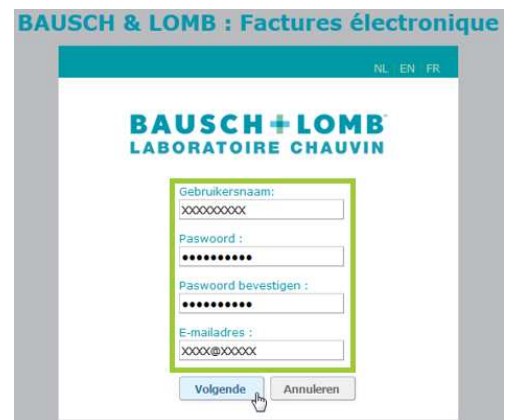 BAUSCH & LOMB : Factures électronique
NL EN FR
BAUSCH + LOMB
LABORATOIRE CHAUVIN
Gebruikersnaam:
XXXXXXXXX
Paswoord :
••••••••••
Paswoord bevestigen :
••••••••••
E-mailadres :
XXXX@XXXXX
Volgende Annuleren